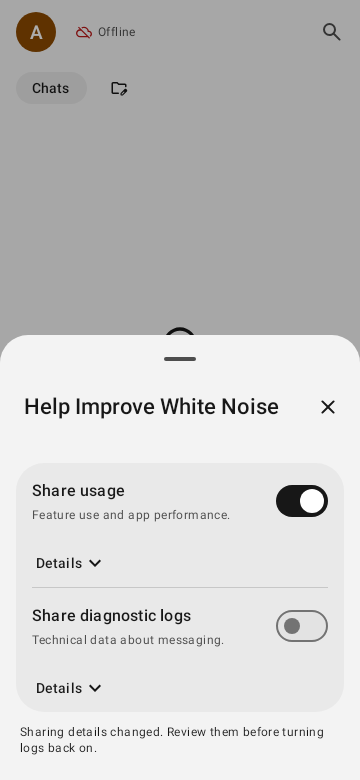 A
Offline
Chats
Help Improve White Noise
Share usage
Feature use and app performance.
Details
Share diagnostic logs
Technical data about messaging.
Details
Sharing details changed. Review them before turning
logs back on.